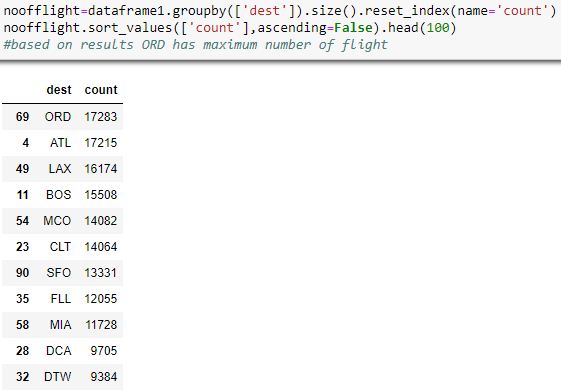 noofflight=dataframe1.groupby(['dest']).size().reset_index(name='count')
noofflight.sort_values(['count'],ascending=False).head(100)
#based on results ORD has maximum number of flight
dest count
69 ORD 17283
4 ATL 17215
49 LAX 16174
11 BOS 15508
54 MCO 14082
23 CLT 14064
90 SFO 13331
35 FLL 12055
58 MIA 11728
28 DCA 9705
32 DTW 9384